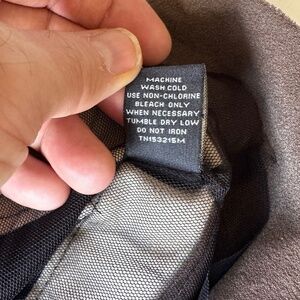 MACHINE
WASH COLD
USE NON-CHLORINE
BLEACH ONLY
WHEN NECESSARY
TUMBLE DRY LOW
DO NOT IRON
TN153215M